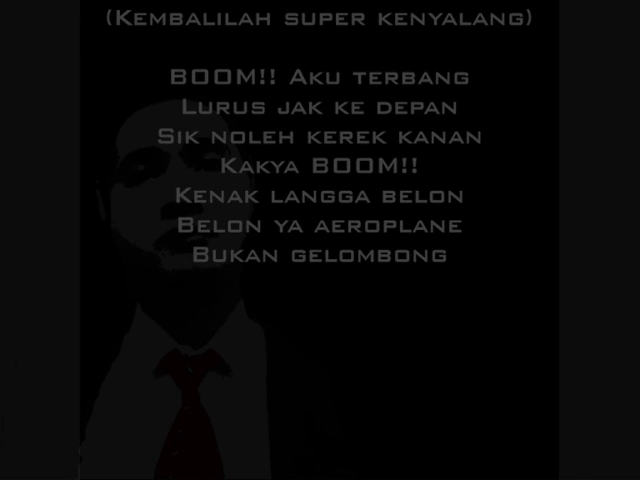 (Kembalilah super kenyalang)
BOOM!! Aku terbang
Lurus jak ke depan
Sik noleh kerek kanan
Kakya BOOM!!
Kenak langga belon
Belon ya aeroplane
Bukan gelombong